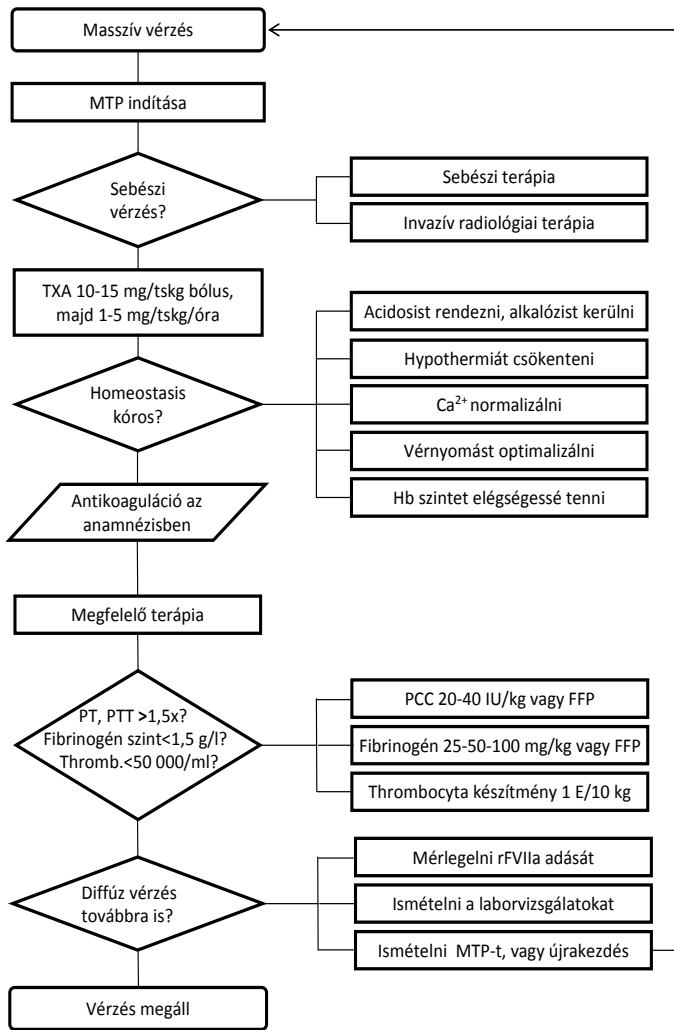 Masszív vérzés
MTP indítása
Sebészi
vérzés?
Sebészi terápia
Invazív radiológiai terápia
TXA 10-15 mg/tskg bólus,
majd 1-5 mg/tskg/óra
Homeostasis
kóros?
Acidosist rendezni, alkalózist kerülni
Hypothermiát csökenteni
Ca²⁺ normalizálni
Vérnyomást optimalizálni
Hb szintet elégségessé tenni
Antikoaguláció az
anamnézisben
Megfelelő terápia
PT, PTT >1,5x?
Fibrinogén szint<1,5 g/l?
Thromb.<50 000/ml?
PCC 20-40 IU/kg vagy FFP
Fibrinogén 25-50-100 mg/kg vagy FFP
Thrombocyta készítmény 1 E/10 kg
Diffúz vérzés
továbbra is?
Mérlegelni rFVIIa adását
Ismételni a laborvizsgálatokat
Ismételni MTP-t, vagy újrakezdés
Vérzés megáll